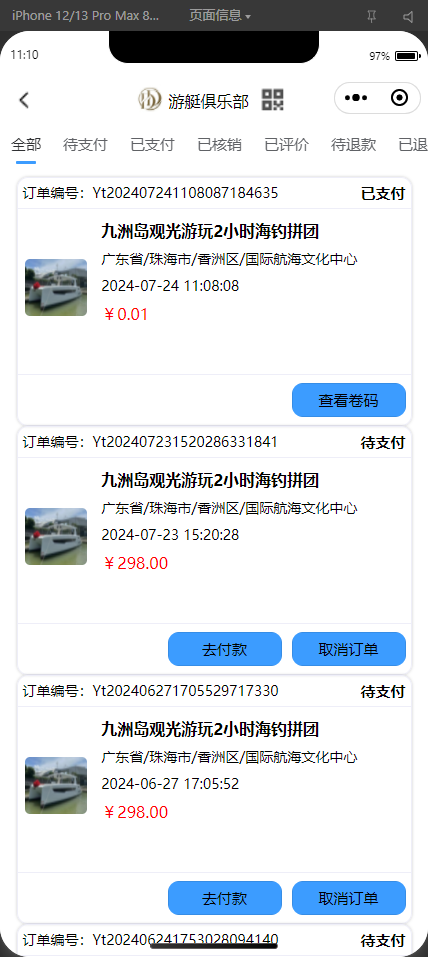 iPhone 12/13 Pro Max 8... 页面信息
11:10 97%
游艇俱乐部
全部 待支付 已支付 已核销 已评价 待退款 已退
订单编号：Yt202407241108087184635 已支付
九洲岛观光游玩2小时海钓拼团
广东省/珠海市/香洲区/国际航海文化中心
2024-07-24 11:08:08
￥0.01
查看卷码
订单编号：Yt202407231520286331841 待支付
九洲岛观光游玩2小时海钓拼团
广东省/珠海市/香洲区/国际航海文化中心
2024-07-23 15:20:28
￥298.00
去付款 取消订单
订单编号：Yt202406271705529717330 待支付
九洲岛观光游玩2小时海钓拼团
广东省/珠海市/香洲区/国际航海文化中心
2024-06-27 17:05:52
￥298.00
去付款 取消订单
订单编号：Yt202406241753028094140 待支付